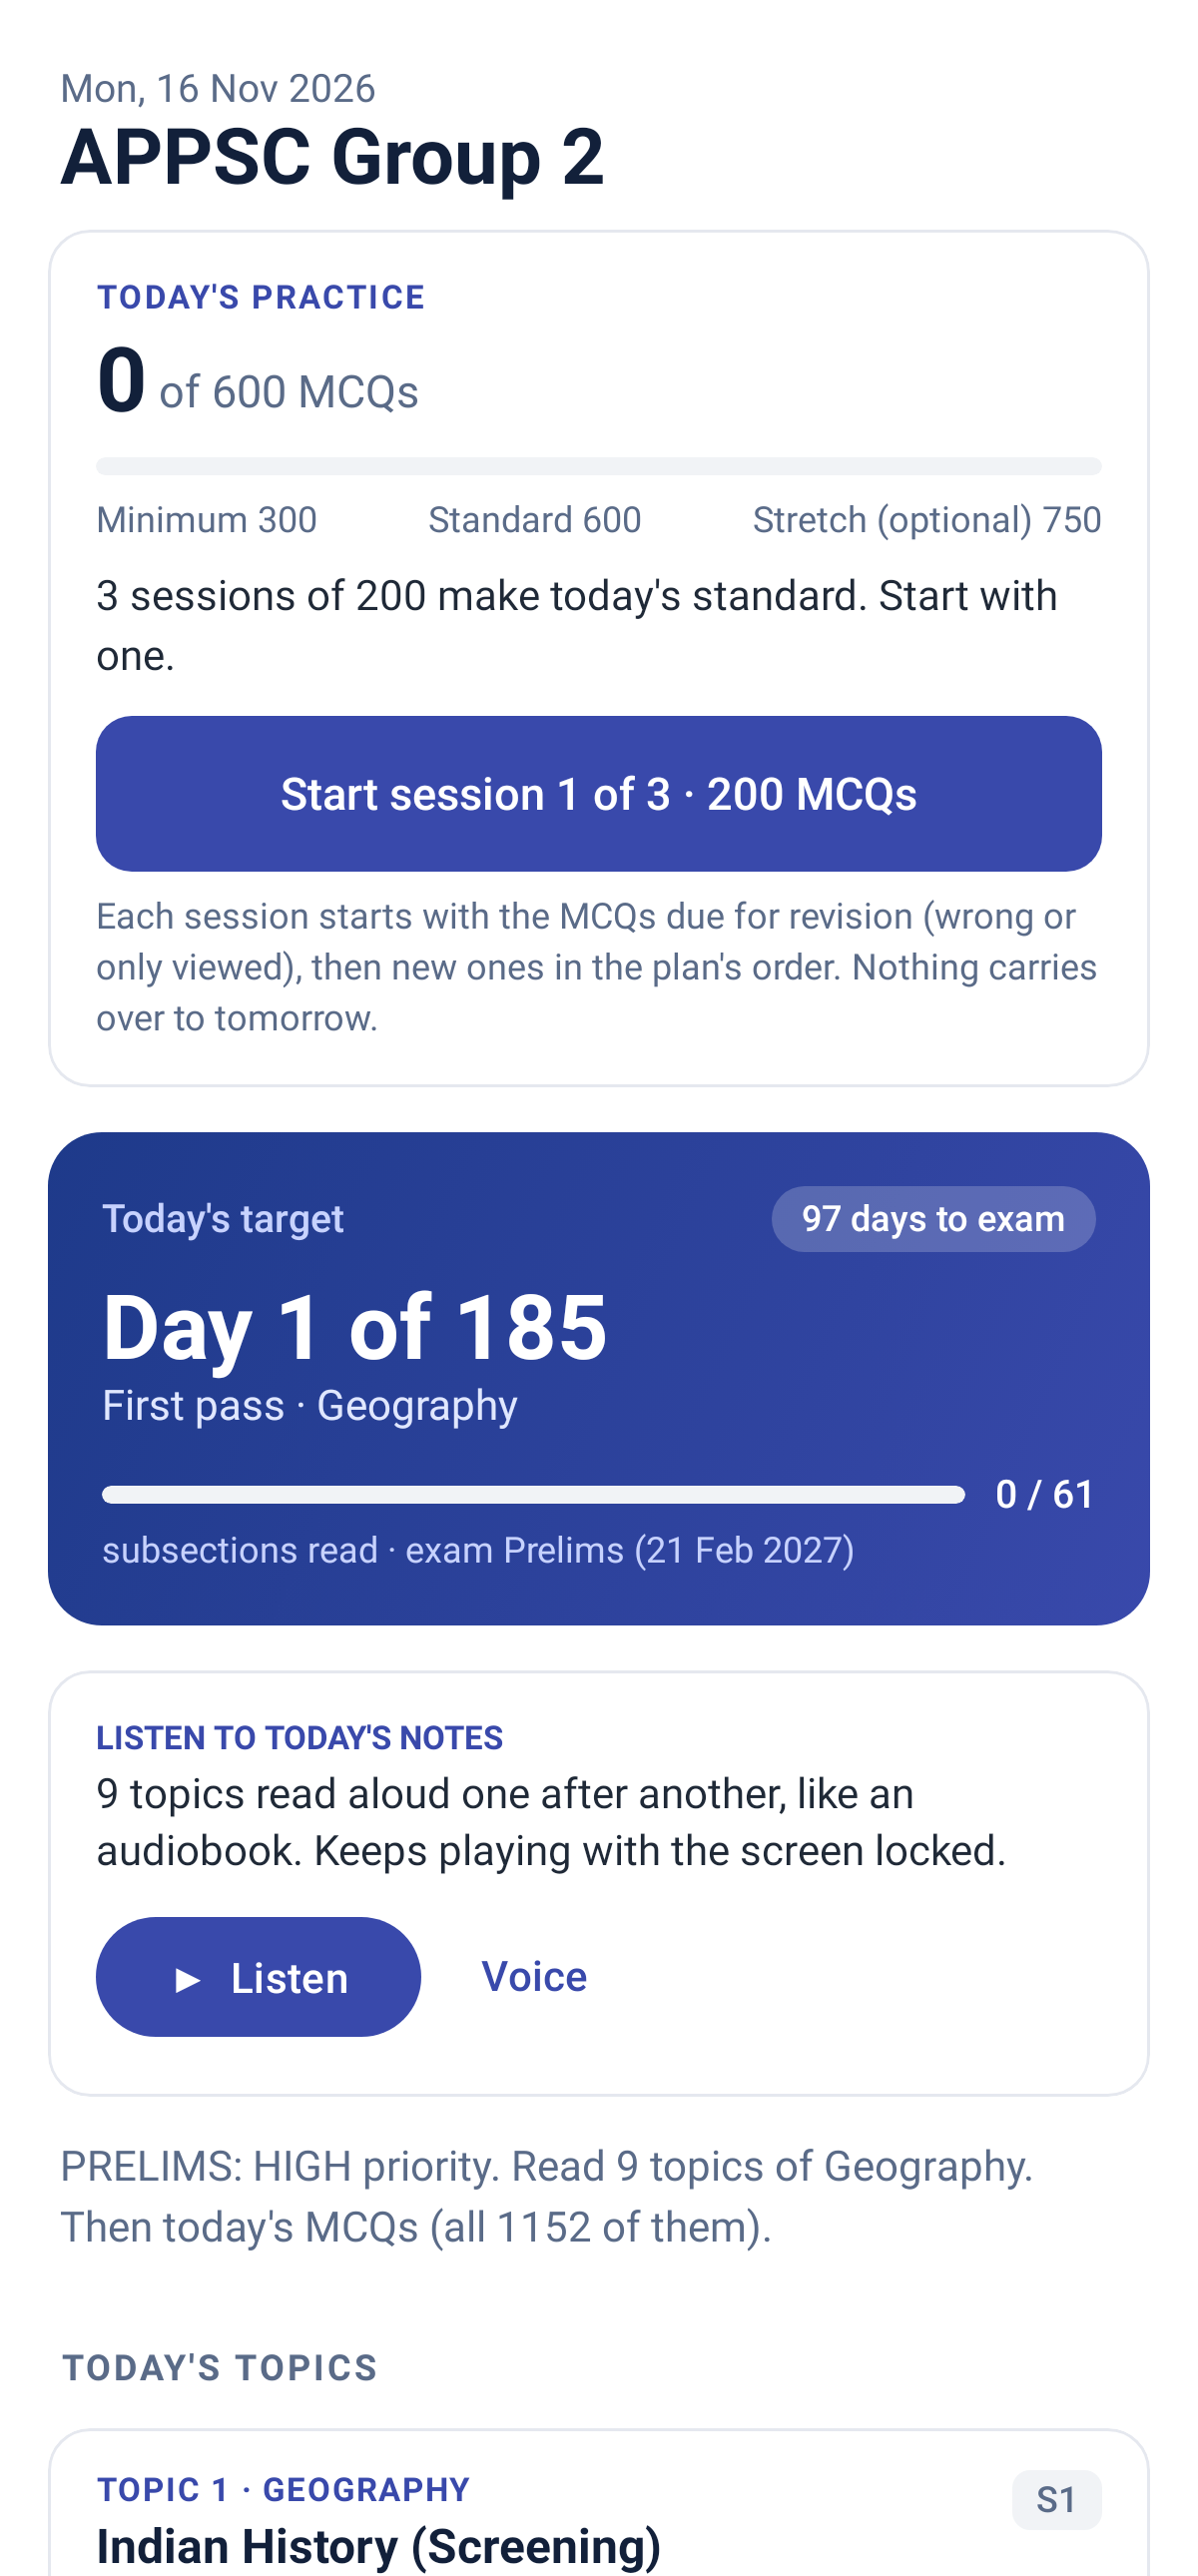 Mon, 16 Nov 2026
APPSC Group 2
TODAY'S PRACTICE
0 of 600 MCQs
Minimum 300 Standard 600 Stretch (optional) 750
3 sessions of 200 make today's standard. Start with
one.
Start session 1 of 3 · 200 MCQs
Each session starts with the MCQs due for revision (wrong or
only viewed), then new ones in the plan's order. Nothing carries
over to tomorrow.
Today's target 97 days to exam
Day 1 of 185
First pass · Geography
0 / 61
subsections read · exam Prelims (21 Feb 2027)
LISTEN TO TODAY'S NOTES
9 topics read aloud one after another, like an
audiobook. Keeps playing with the screen locked.
► Listen Voice
PRELIMS: HIGH priority. Read 9 topics of Geography.
Then today's MCQs (all 1152 of them).
TODAY'S TOPICS
TOPIC 1 · GEOGRAPHY S1
Indian History (Screening)